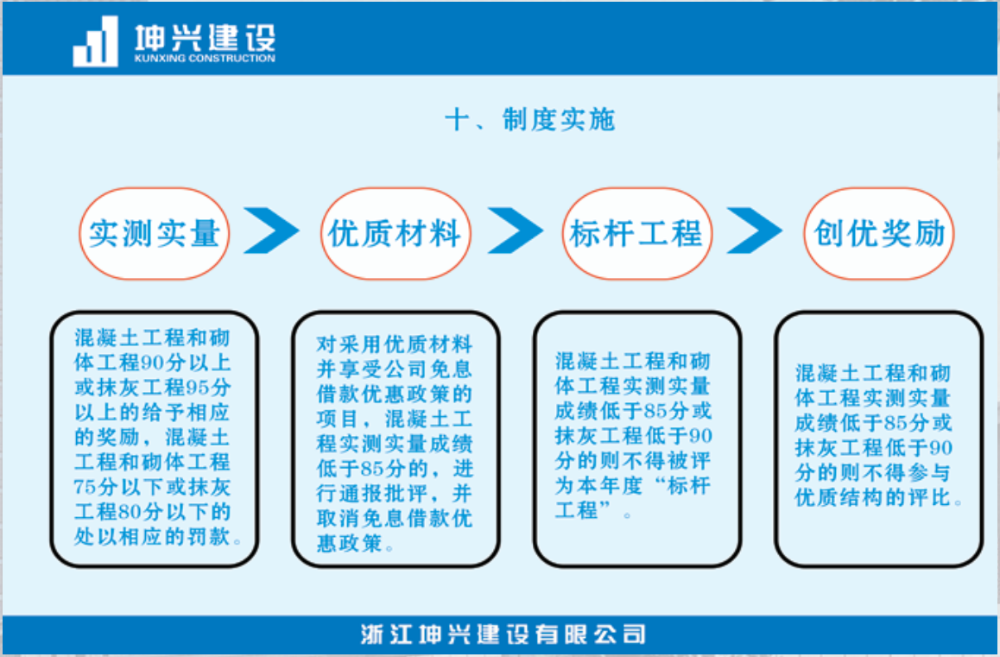 坤兴建设
KUNXING CONSTRUCTION
十、制度实施
实测实量
优质材料
标杆工程
创优奖励
混凝土工程和砌
体工程90分以上
或抹灰工程95分
以上的给予相应
的奖励，混凝土
工程和砌体工程
75分以下或抹灰
工程80分以下的
处以相应的罚款。
对采用优质材料
并享受公司免息
借款优惠政策的
项目，混凝土工
程实测实量成绩
低于85分的，进
行通报批评，并
取消免息借款优
惠政策。
混凝土工程和砌
体工程实测实量
成绩低于85分或
抹灰工程低于90
分的则不得被评
为本年度“标杆
工程”。
混凝土工程和砌
体工程实测实量
成绩低于85分或
抹灰工程低于90
分的则不得参与
优质结构的评比。
浙江坤兴建设有限公司